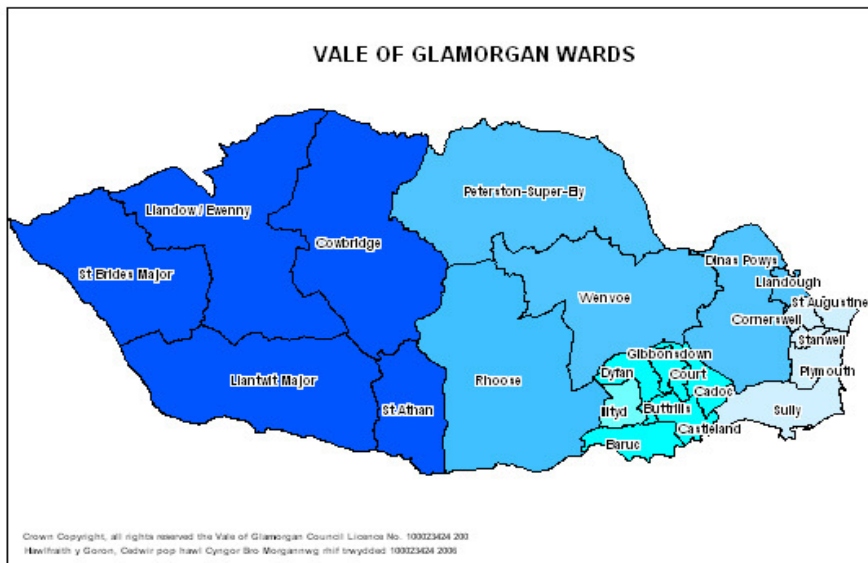 VALE OF GLAMORGAN WARDS
Peterston-Super-Ely
Llandow/ Ewenny
Cowbridge
St Brides Major
Dinas Powys
Llandough
St Augustine
Wenvoe
Cornerswell
Stanwell
Gibbonsdown
Plymouth
Dyfan
Court
Llantwit Major
Rhoose
Cadoc
St Athan
Illtyd
Buttrills
Sully
Castleland
Baruc
Crown Copyright, all rights reserved the Vale of Glamorgan Council Licence No. 100023424 200
Hawlfraith y Goron, Cedwir pop hawl Cyngor Bro Morgannwg rhif trwydded 100023424 2006